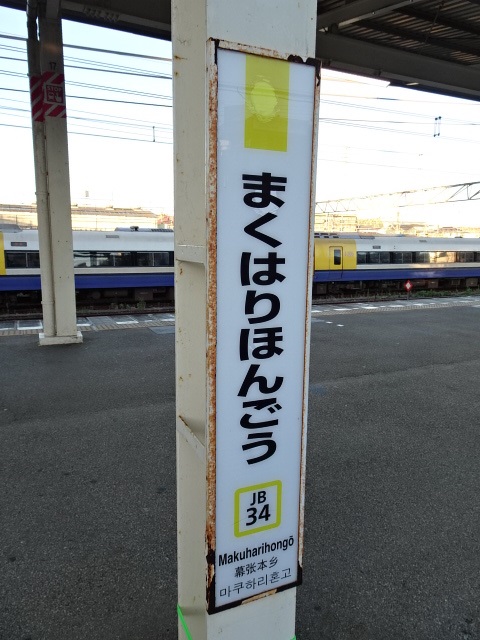 まくはりほんごう
JB
34
Makuharihongō
幕张本乡
마쿠하리혼고